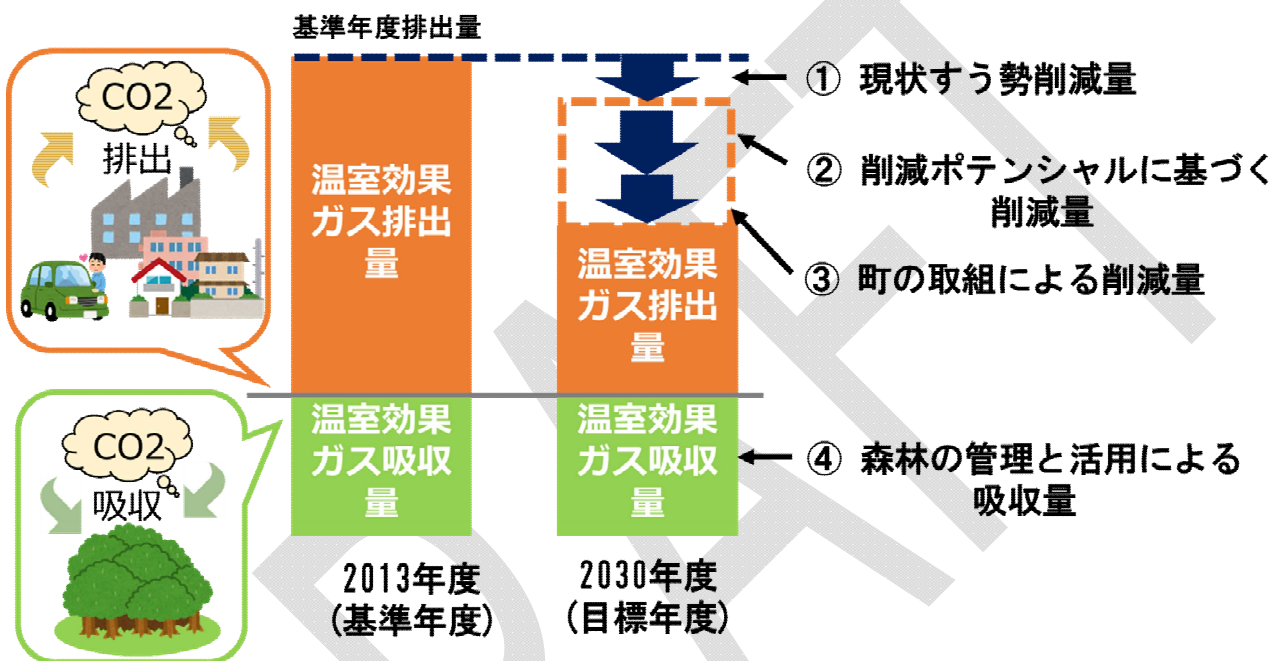 基準年度排出量
CO2
排出
温室効果
ガス排出
量
① 現状すう勢削減量
② 削減ポテンシャルに基づく
削減量
③ 町の取組による削減量
温室効果
ガス排出
量
CO2
吸収
温室効果
ガス吸収
量
温室効果
ガス吸収
量
④ 森林の管理と活用による
吸収量
2013年度
(基準年度)
2030年度
(目標年度)
DRAFT